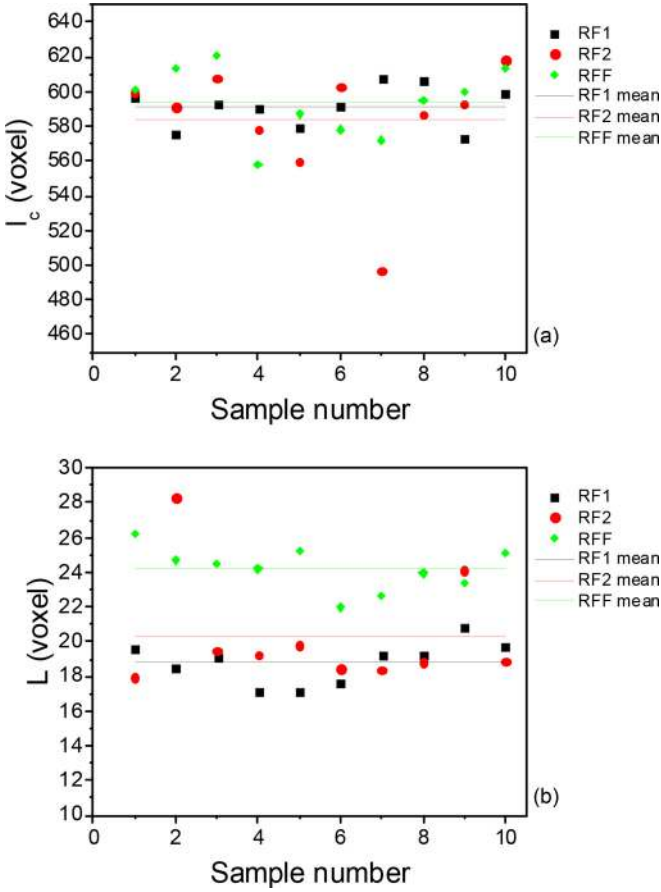 620
600
580
560
540
520
500
480
460
I_c (voxel)
0 2 4 6 8 10
Sample number
RF1
RF2
RFF
RF1 mean
RF2 mean
RFF mean
(a)
30
28
26
24
22
20
18
16
14
12
10
L (voxel)
0 2 4 6 8 10
Sample number
RF1
RF2
RFF
RF1 mean
RF2 mean
RFF mean
(b)